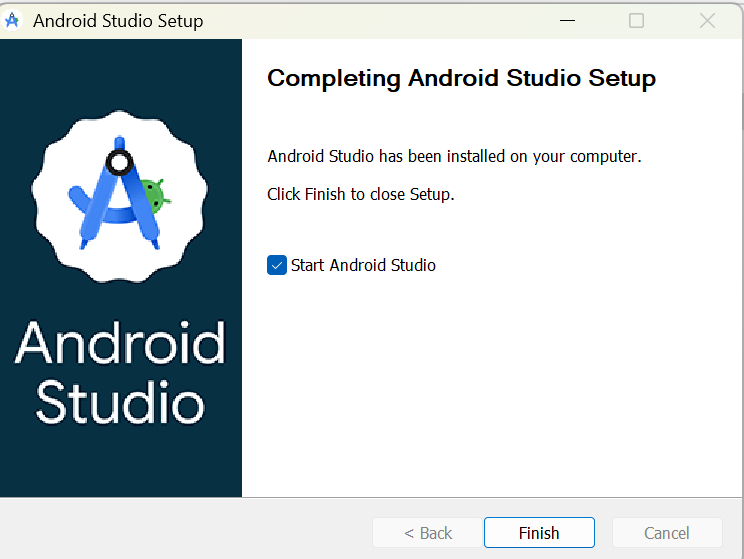 Android Studio Setup
Completing Android Studio Setup
Android Studio has been installed on your computer.
Click Finish to close Setup.
Start Android Studio
Android
Studio
< Back
Finish
Cancel